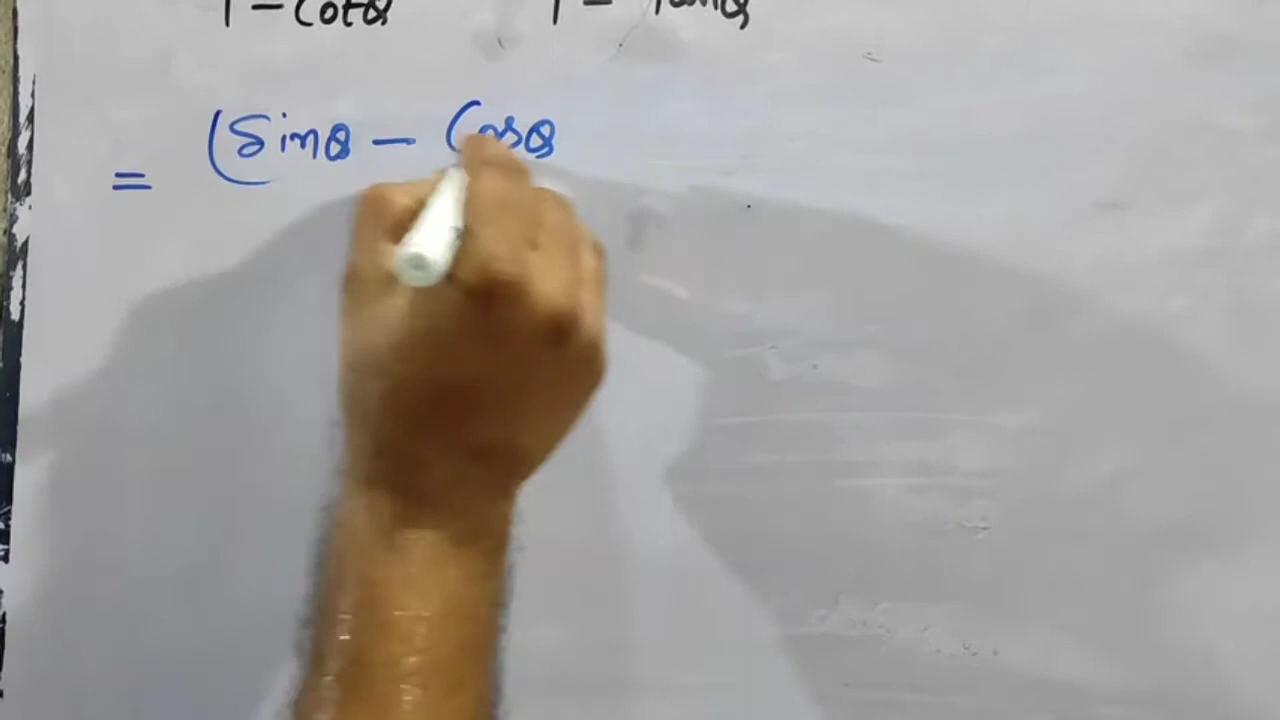 1 - Cotθ 1 - Tanθ
= (Sinθ - Cosθ